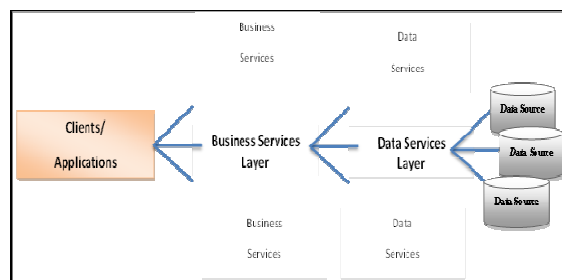 Business
Services
Data
Services
Clients/
Applications
Business Services
Layer
Data Services
Layer
Data Source
Data Source
Data Source
Business
Services
Data
Services